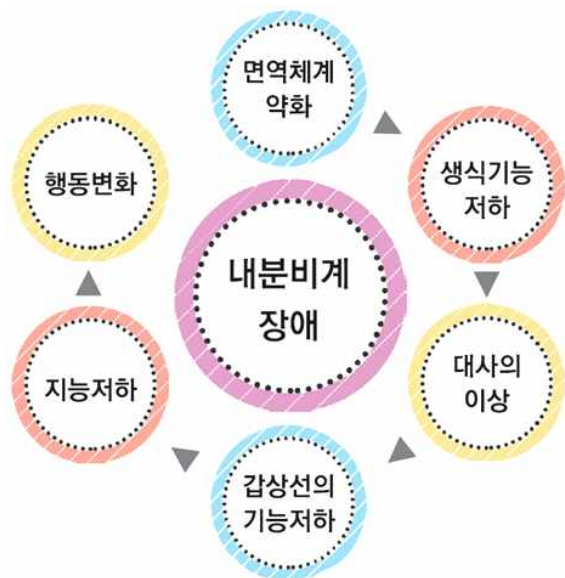 면역체계
약화
생식기능
저하
대사의
이상
갑상선의
기능저하
지능저하
행동변화
내분비계
장애